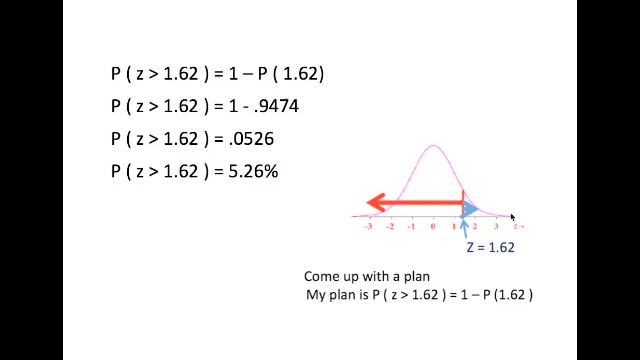 P ( z > 1.62 ) = 1 – P ( 1.62)
P ( z > 1.62 ) = 1 - .9474
P ( z > 1.62 ) = .0526
P ( z > 1.62 ) = 5.26%
-3 -2 -1 0 1 2 3 z→
Z = 1.62
Come up with a plan
My plan is P ( z > 1.62 ) = 1 – P (1.62 )